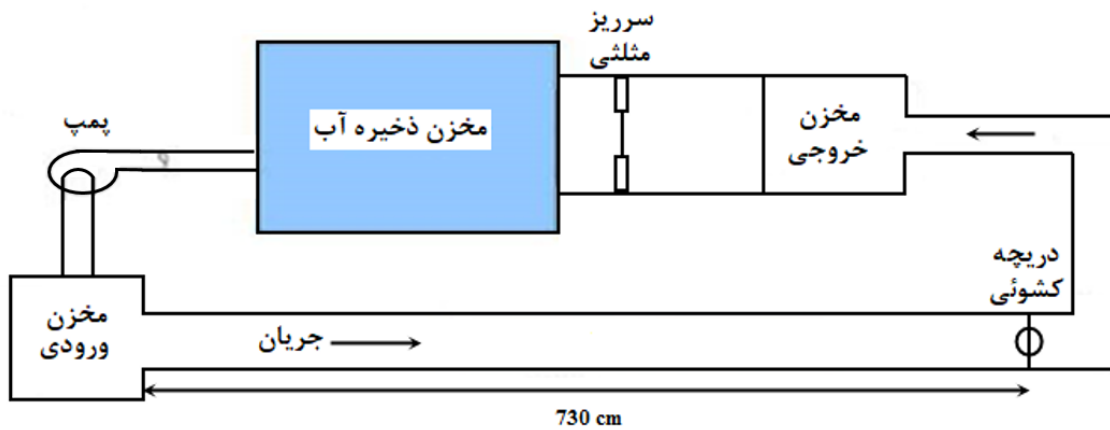 سرریز
مثلثی
مخزن
خروجی
مخزن ذخیره آب
پمپ
دریچه
کشوئی
مخزن
ورودی
جریان
730 cm